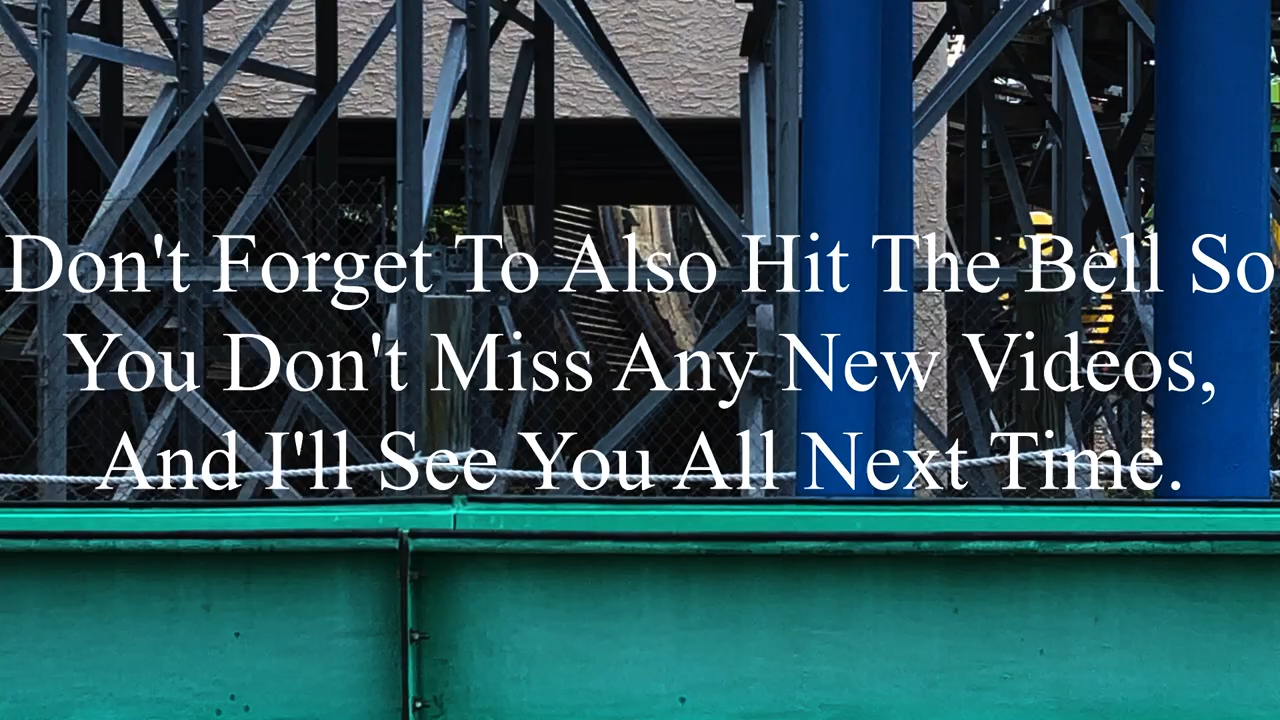 Don't Forget To Also Hit The Bell So
You Don't Miss Any New Videos,
And I'll See You All Next Time.